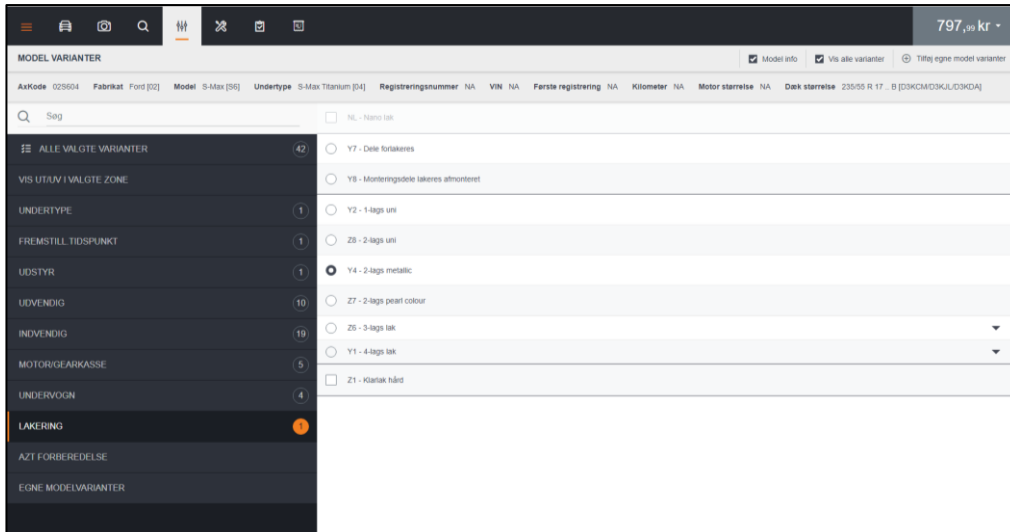 797,99 kr
MODEL VARIANTER
Model info Vis alle varianter Tilføj egne model varianter
AxKode 02S604 Fabrikat Ford [02] Model S-Max [S6] Undertype S-Max Titanium [04] Registreringsnummer NA VIN NA Første registrering NA Kilometer NA Motor størrelse NA Dæk størrelse 235/55 R 17 .. B [D3KCM/D3KJL/D3KDA]
Søg
NL - Nano lak
ALLE VALGTE VARIANTER 42
Y7 - Dele forlakeres
VIS UT/UV I VALGTE ZONE
Y8 - Monteringsdele lakeres afmonteret
UNDERTYPE 1
Y2 - 1-lags uni
FREMSTILL.TIDSPUNKT 1
Z8 - 2-lags uni
UDSTYR 1
Y4 - 2-lags metallic
UDVENDIG 10
Z7 - 2-lags pearl colour
INDVENDIG 19
Z6 - 3-lags lak
MOTOR/GEARKASSE 5
Y1 - 4-lags lak
UNDERVOGN 4
Z1 - Klarlak hård
LAKERING 1
AZT FORBEREDELSE
EGNE MODELVARIANTER